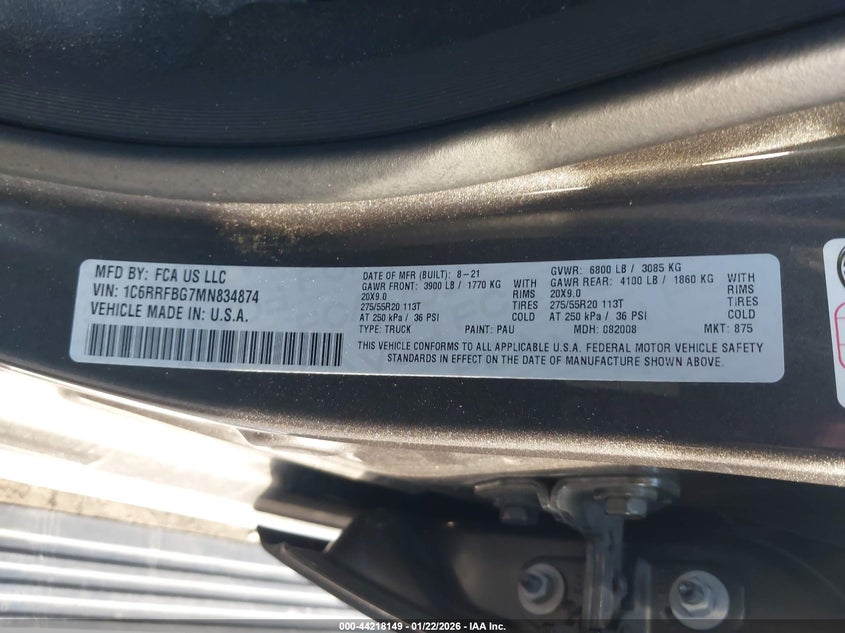 MFD BY: FCA US LLC
VIN: 1C6RRFBG7MN834874
VEHICLE MADE IN: U.S.A.
DATE OF MFR (BUILT): 8-21
GVWR: 6800 LB / 3085 KG
GAWR FRONT: 3900 LB / 1770 KG WITH
GAWR REAR: 4100 LB / 1860 KG WITH
20X9.0 RIMS
20X9.0 RIMS
275/55R20 113T TIRES
275/55R20 113T TIRES
AT 250 kPa / 36 PSI COLD
AT 250 kPa / 36 PSI COLD
TYPE: TRUCK PAINT: PAU MDH: 082008 MKT: 875
THIS VEHICLE CONFORMS TO ALL APPLICABLE U.S.A. FEDERAL MOTOR VEHICLE SAFETY
STANDARDS IN EFFECT ON THE DATE OF MANUFACTURE SHOWN ABOVE.
000-44218149 - 01/22/2026 - IAA Inc.